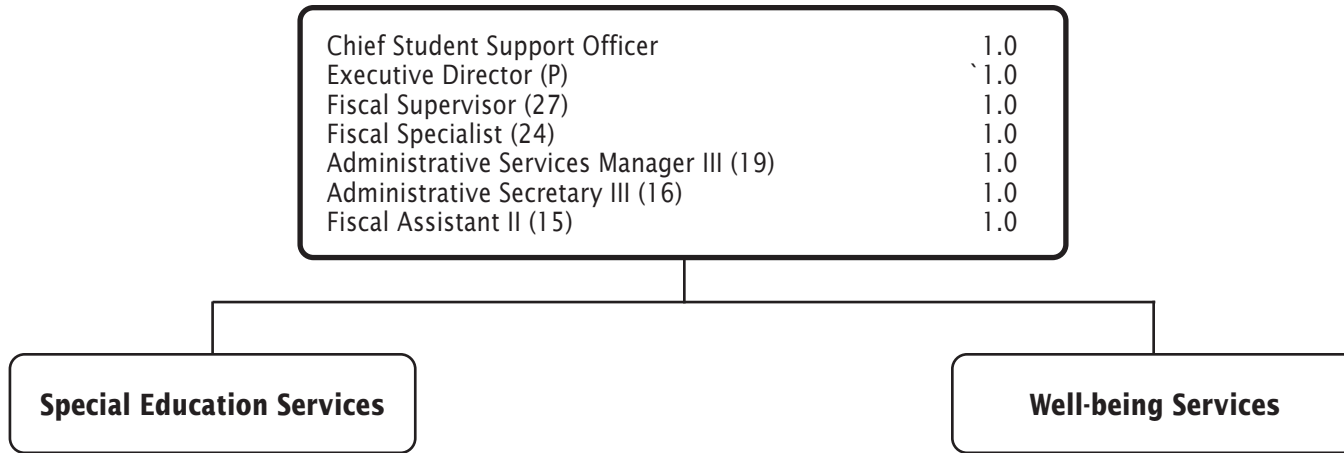 Chief Student Support Officer 1.0
Executive Director (P) `1.0
Fiscal Supervisor (27) 1.0
Fiscal Specialist (24) 1.0
Administrative Services Manager III (19) 1.0
Administrative Secretary III (16) 1.0
Fiscal Assistant II (15) 1.0
Special Education Services
Well-being Services